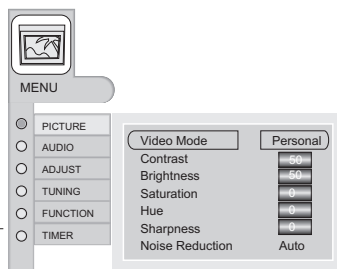 MENU
PICTURE
AUDIO
ADJUST
TUNING
FUNCTION
TIMER
Video Mode Personal
Contrast 50
Brightness 50
Saturation 0
Hue 0
Sharpness 0
Noise Reduction Auto